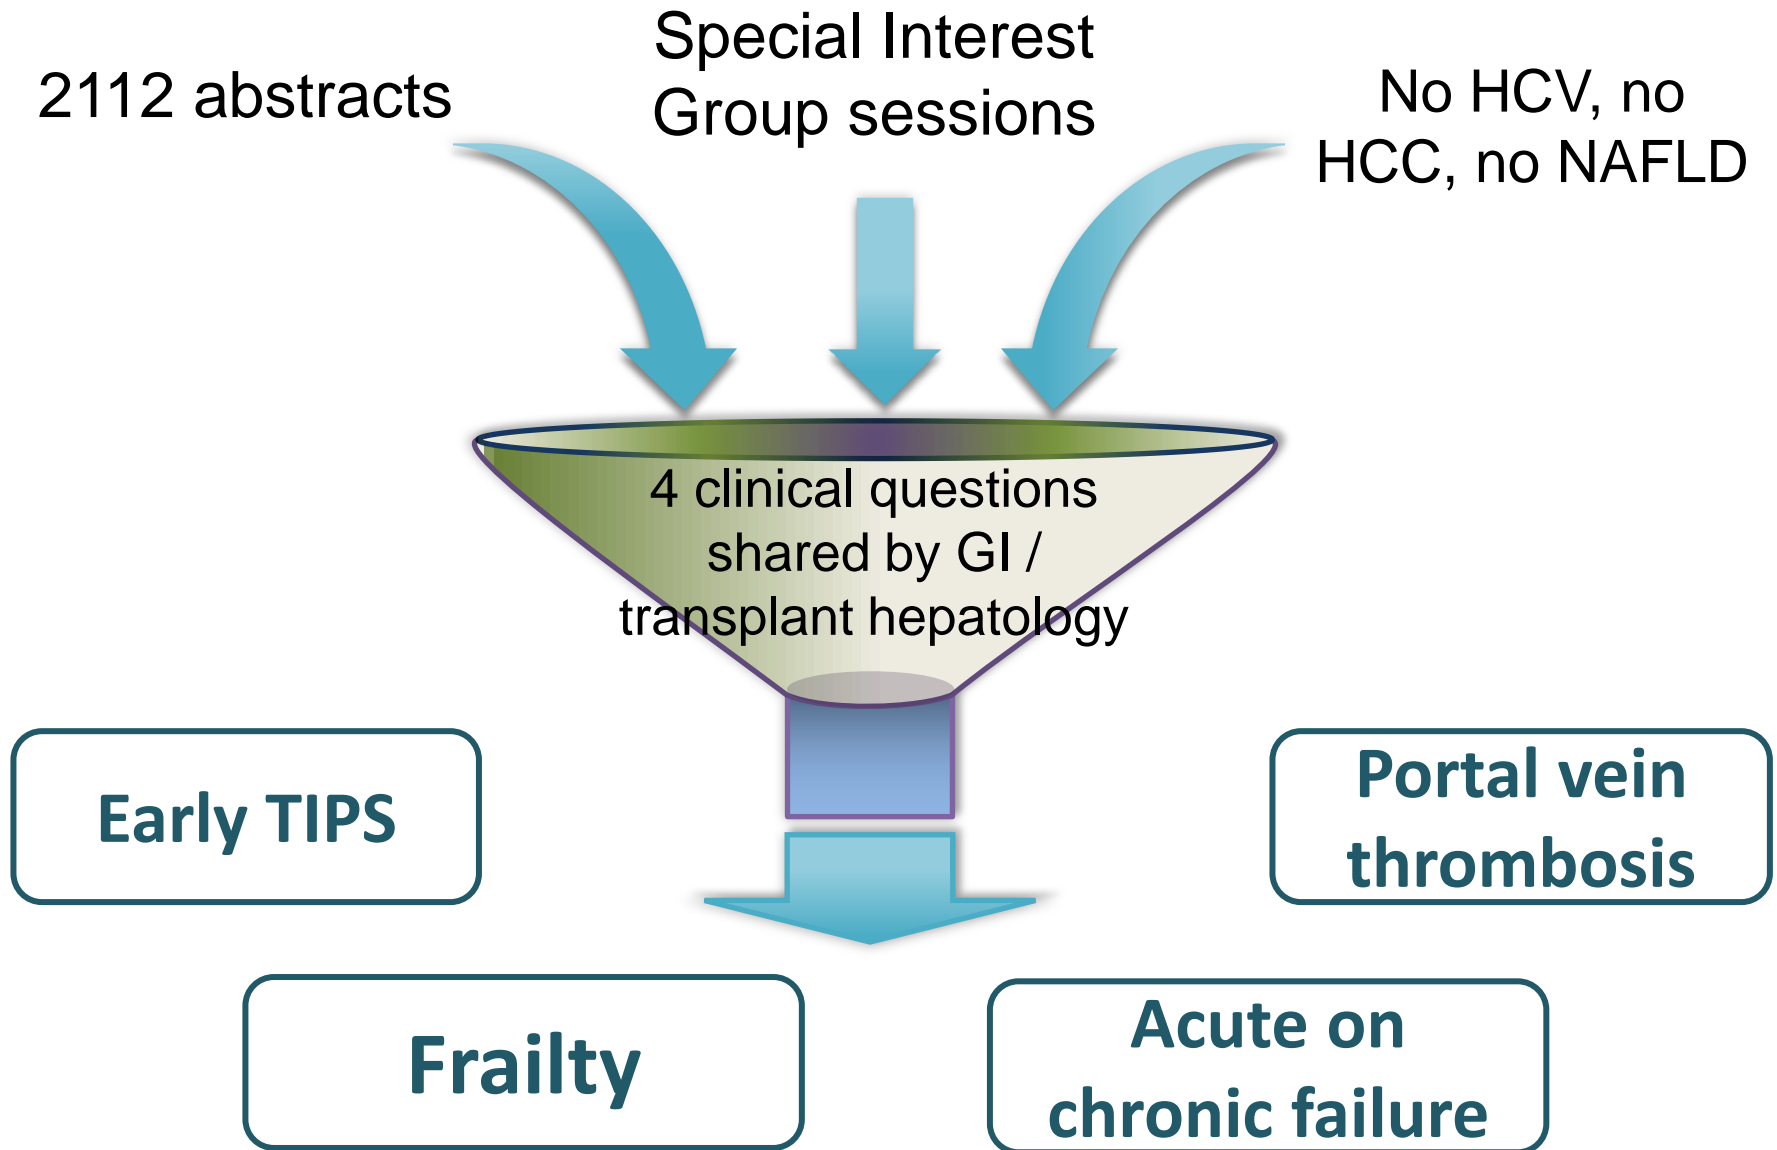 2112 abstracts
Special Interest
Group sessions
No HCV, no
HCC, no NAFLD
4 clinical questions
shared by GI /
transplant hepatology
Early TIPS
Portal vein
thrombosis
Frailty
Acute on
chronic failure